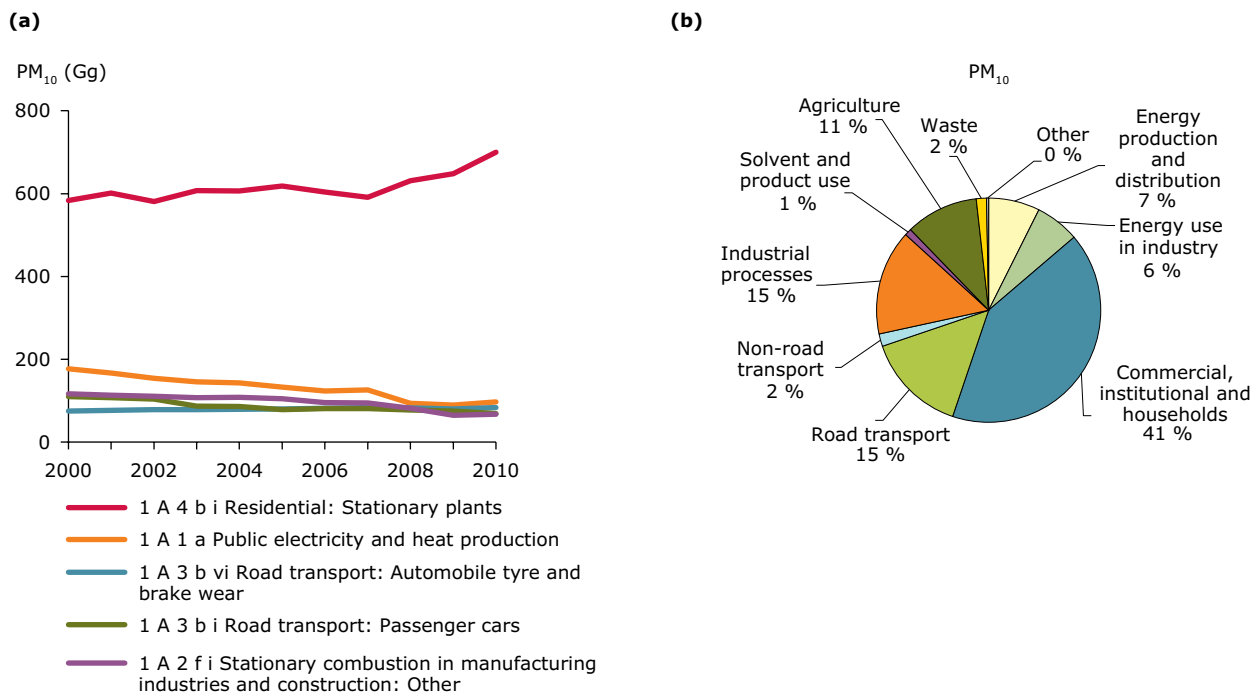 (a)
PM10 (Gg)
800
600
400
200
0
2000
2002
2004
2006
2008
2010
1 A 4 b i Residential: Stationary plants
1 A 1 a Public electricity and heat production
1 A 3 b vi Road transport: Automobile tyre and
brake wear
1 A 3 b i Road transport: Passenger cars
1 A 2 f i Stationary combustion in manufacturing
industries and construction: Other
(b)
PM10
Energy
production
and
distribution
7 %
Energy use
in industry
6 %
Commercial,
institutional and
households
41 %
Road transport
15 %
Non-road
transport
2 %
Industrial
processes
15 %
Solvent and
product use
1 %
Agriculture
11 %
Waste
2 %
Other
0 %